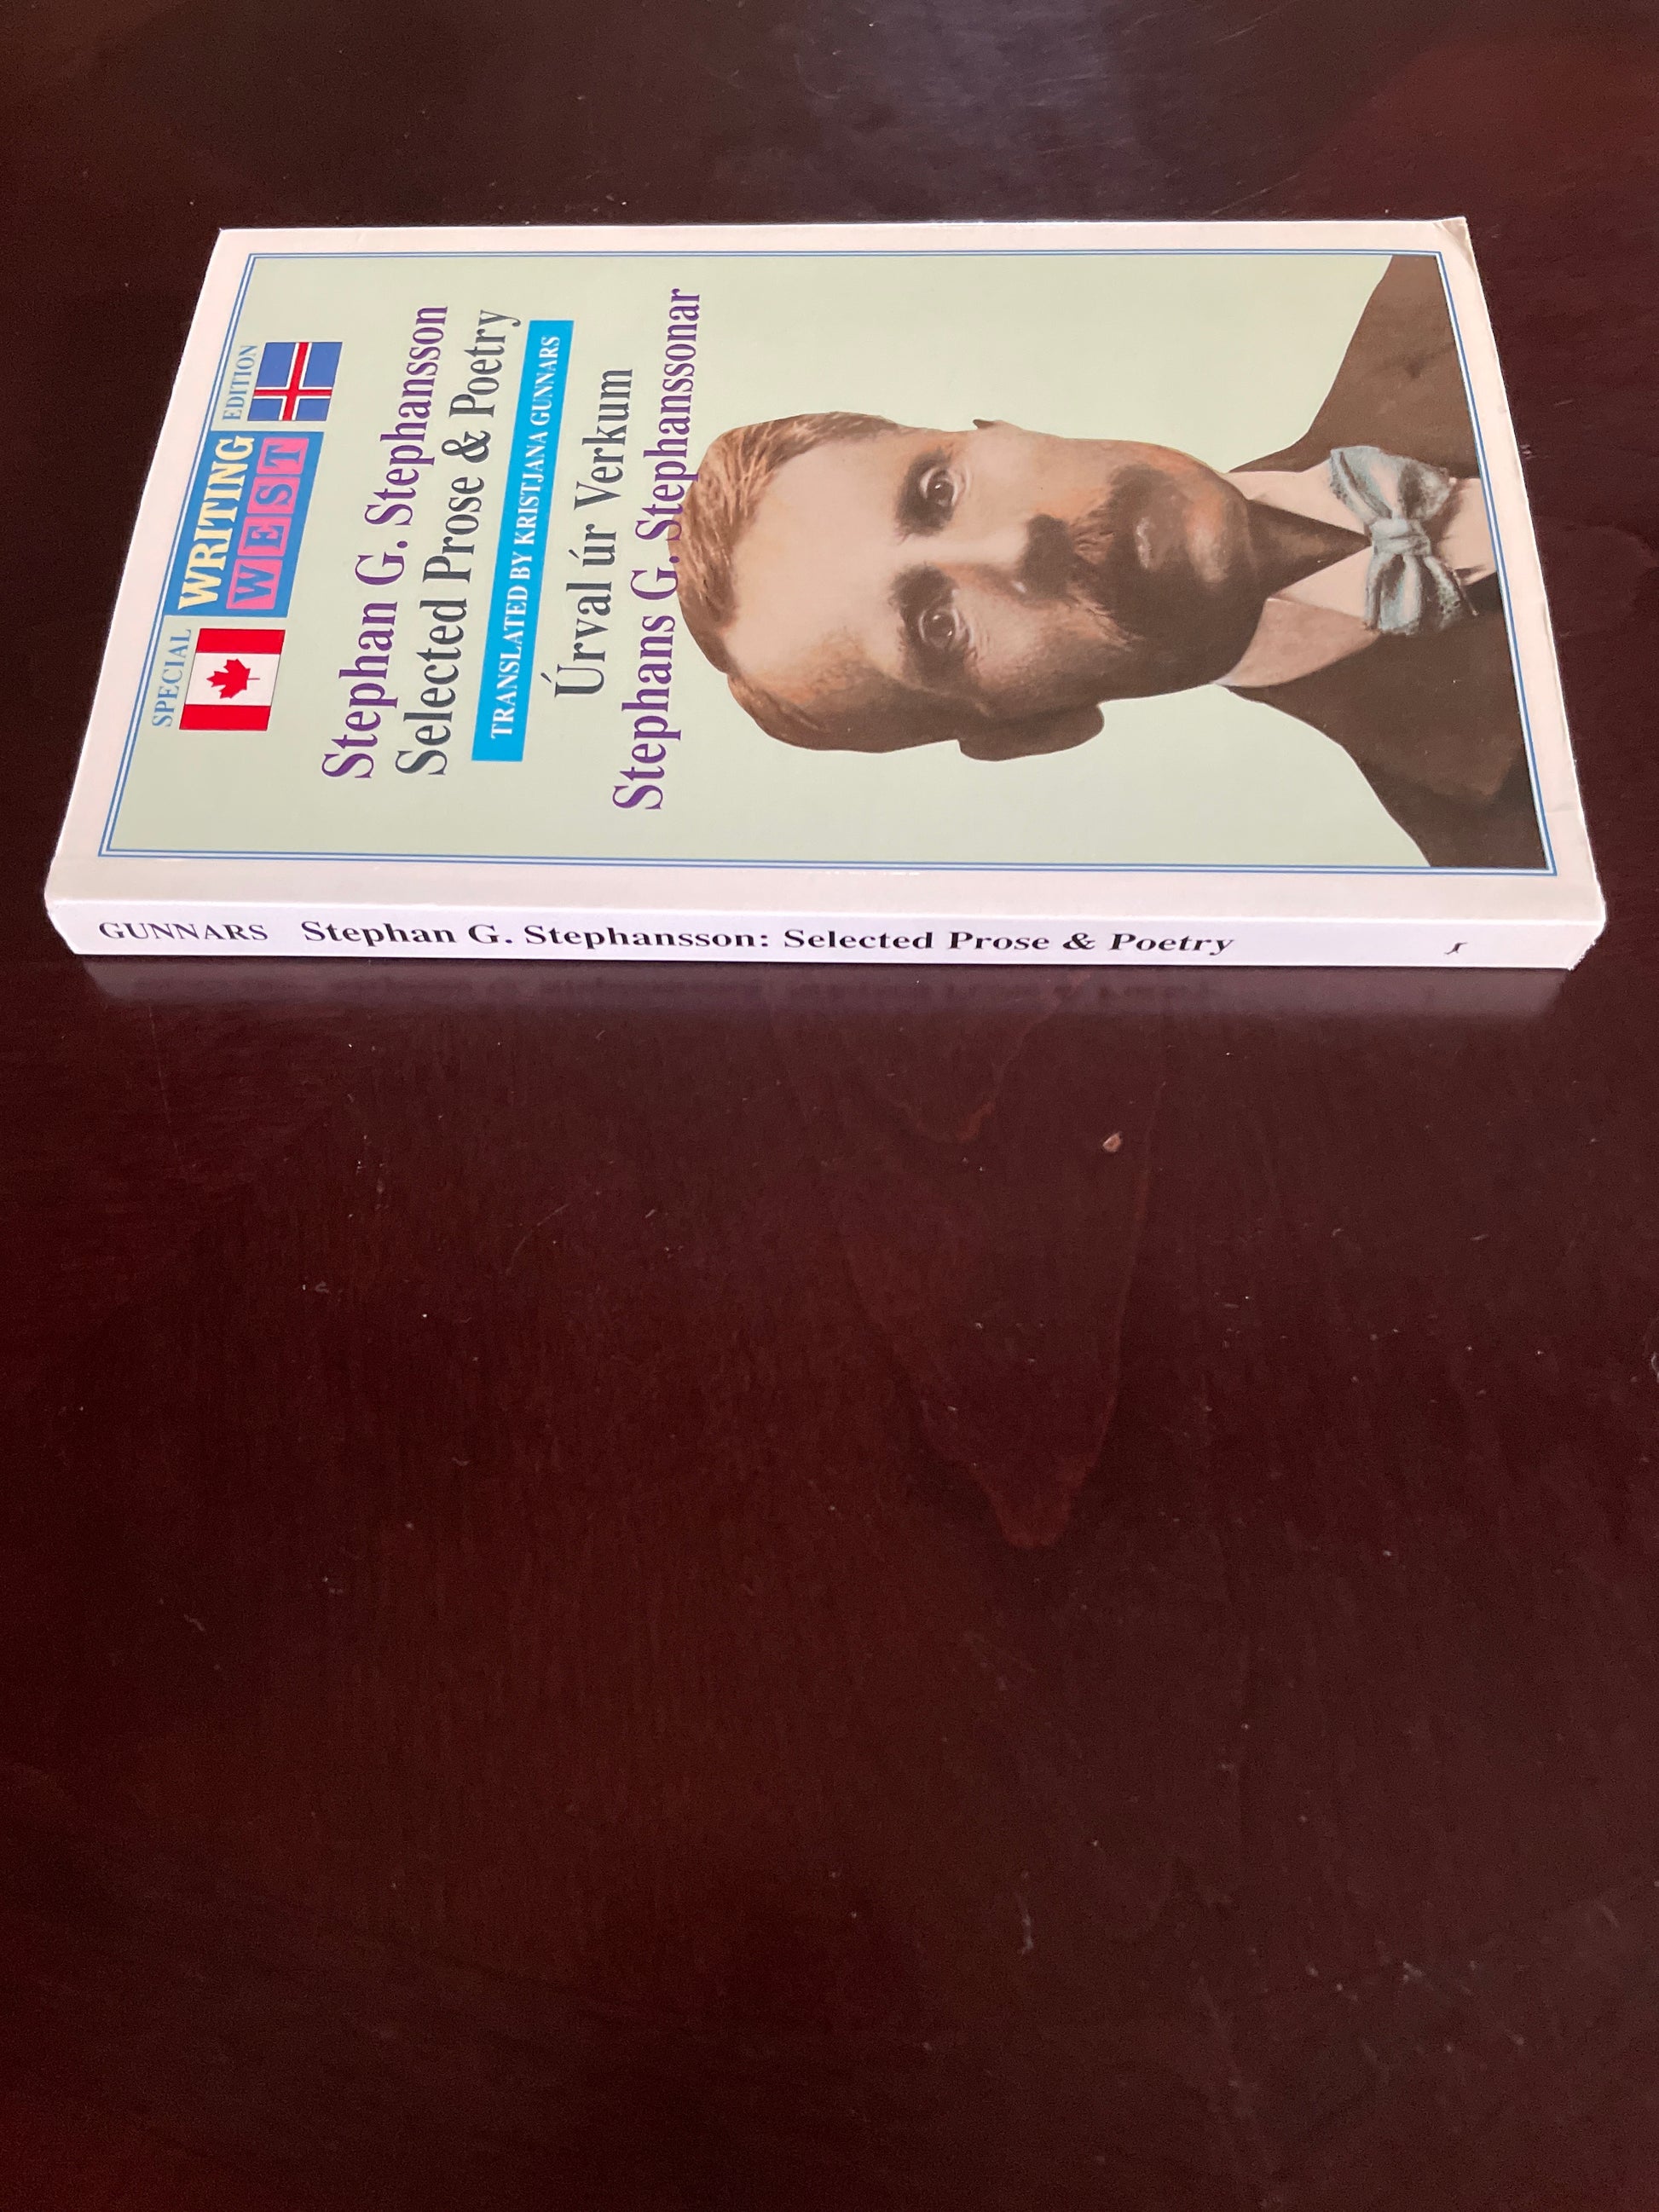 SPECIAL WRITING EDITION
WEST
Stephan G. Stephansson
Selected Prose & Poetry
TRANSLATED BY KRISTJANA GUNNARS
Úrval úr Verkum
Stephans G. Stephanssonar
GUNNARS Stephan G. Stephansson: Selected Prose & Poetry